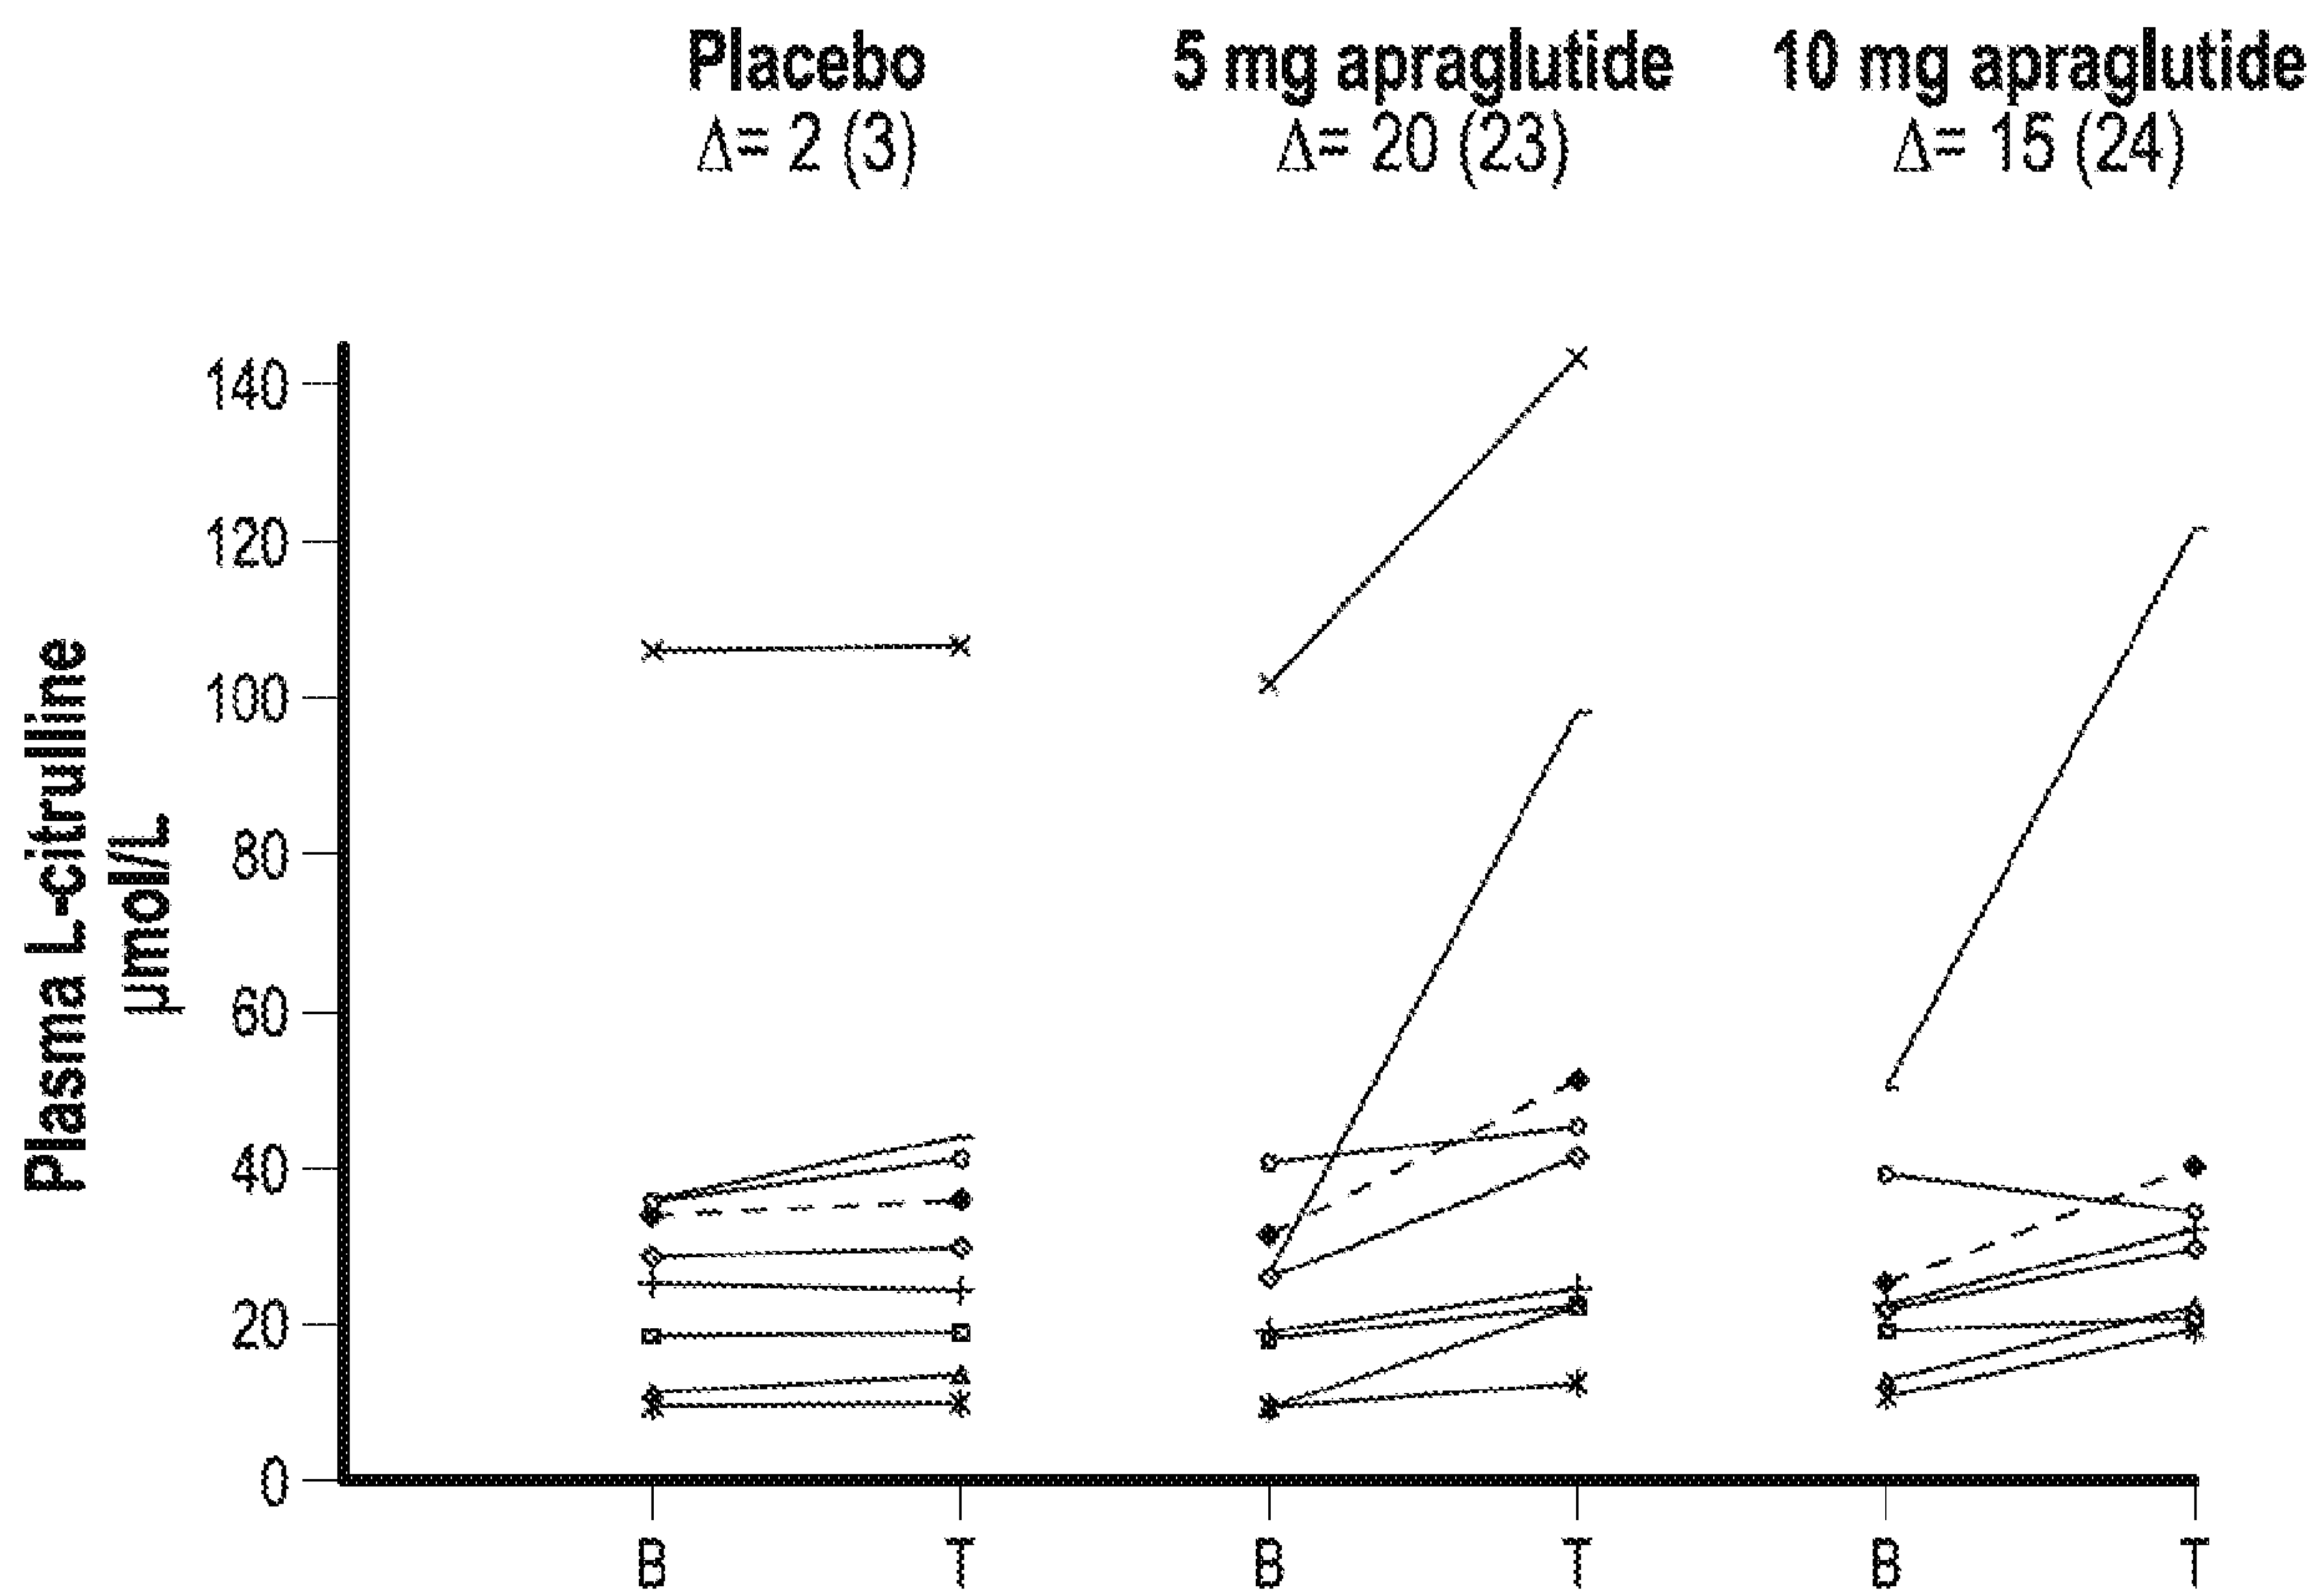 Placebo
Δ= 2 (3)
5 mg apraglutide
Δ= 20 (23)
10 mg apraglutide
Δ= 15 (24)
Plasma L-citrulline
μmol/L
140
120
100
80
60
40
20
0
B
T
B
T
B
T